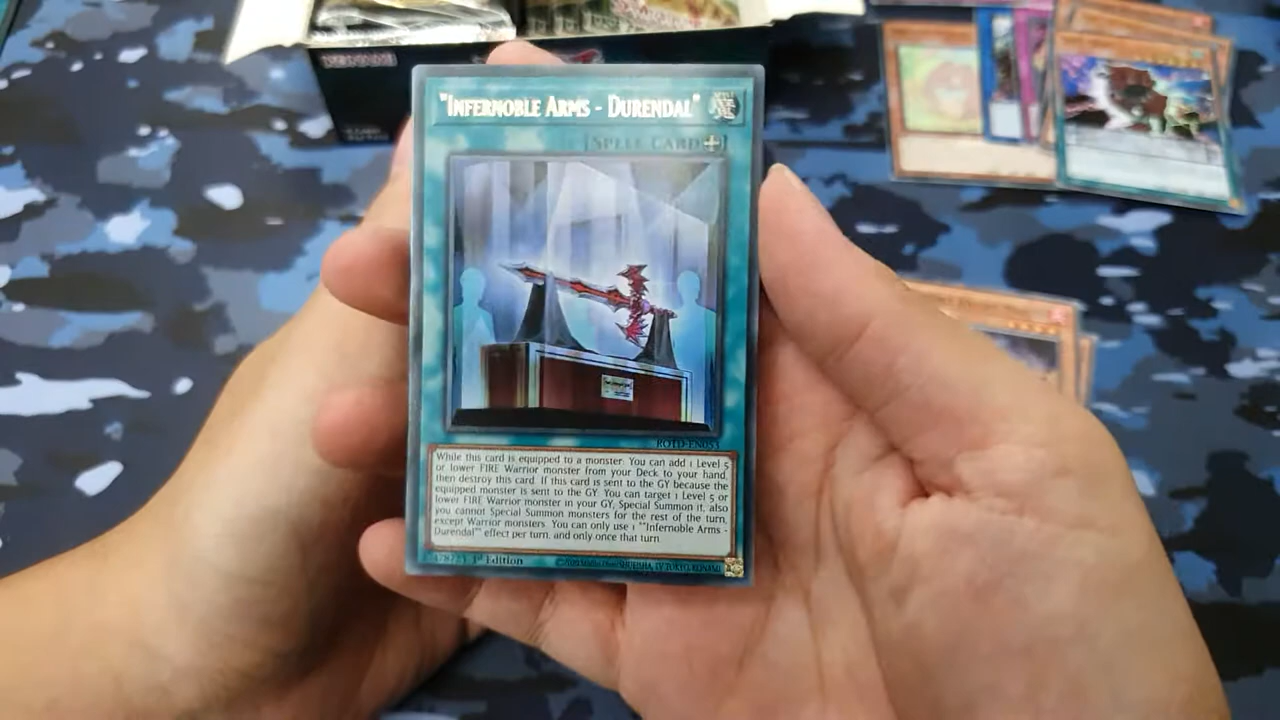 KONAMI
"INFERNOBLE ARMS - DURENDAL"
[SPELL CARD
ROTD-EN053
While this card is equipped to a monster: You can add 1 Level 5
or lower FIRE Warrior monster from your Deck to your hand,
then destroy this card. If this card is sent to the GY because the
equipped monster is sent to the GY: You can target 1 Level 5 or
lower FIRE Warrior monster in your GY; Special Summon it, also
you cannot Special Summon monsters for the rest of the turn,
except Warrior monsters. You can only use 1 ""Infernoble Arms -
Durendal"" effect per turn, and only once that turn.
1st Edition